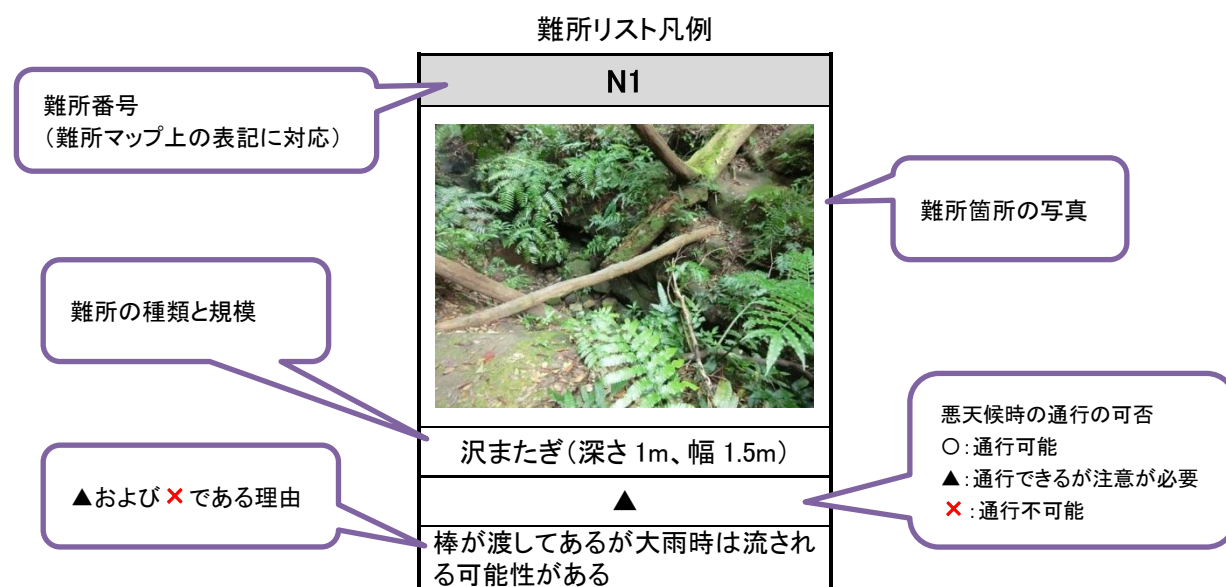 難所リスト凡例
N1
難所番号
（難所マップ上の表記に対応）
難所箇所の写真
難所の種類と規模
沢またぎ（深さ 1m、幅 1.5m）
悪天候時の通行の可否
○：通行可能
▲：通行できるが注意が必要
×：通行不可能
▲および×である理由
▲
棒が渡してあるが大雨時は流され
る可能性がある